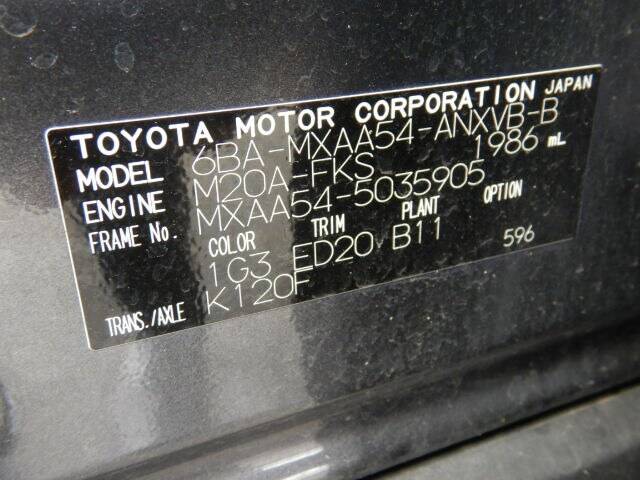 TOYOTA MOTOR CORPORATION JAPAN
MODEL 6BA-MXAA54-ANXVB-B
ENGINE M20A-FKS 1986 mL
FRAME No. MXAA54-5035905
COLOR TRIM PLANT OPTION
1G3 ED20 B11 596
TRANS./AXLE K120F